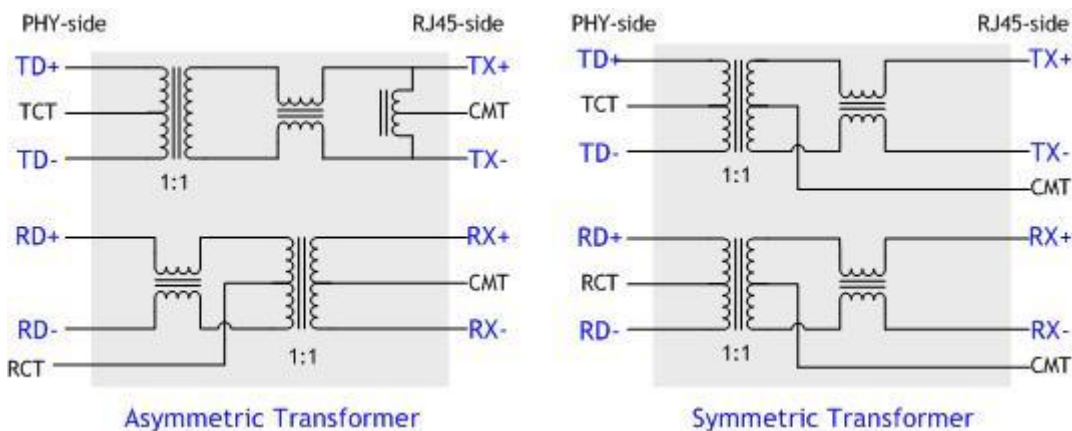 PHY-side
RJ45-side
TD+
TX+
TCT
CMT
TD-
TX-
1:1
RD+
RX+
CMT
RD-
RX-
RCT
1:1
Asymmetric Transformer
PHY-side
RJ45-side
TD+
TX+
TCT
TD-
TX-
1:1
CMT
RD+
RX+
RCT
RD-
RX-
1:1
CMT
Symmetric Transformer